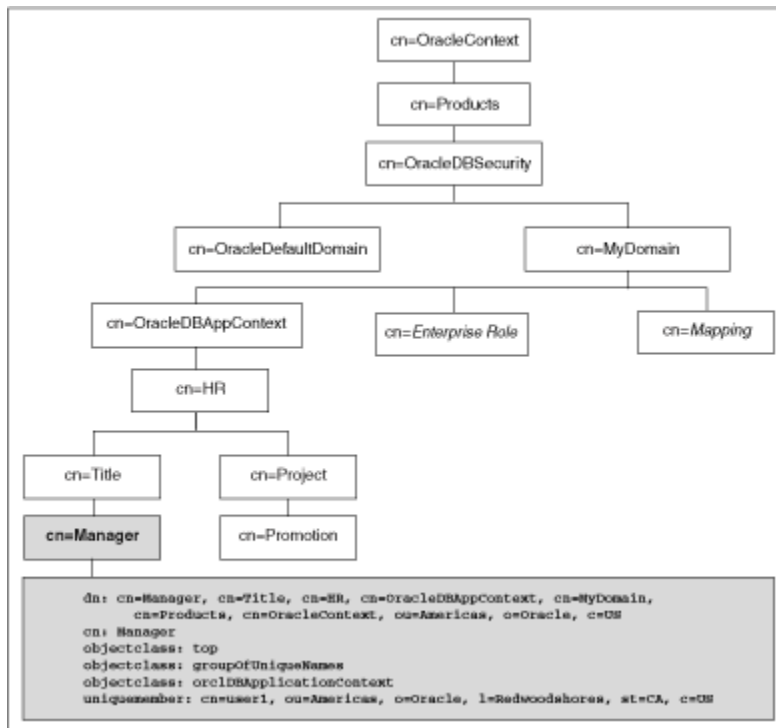 cn=OracleContext
cn=Products
cn=OracleDBSecurity
cn=OracleDefaultDomain
cn=MyDomain
cn=OracleDBAppContext
cn=Enterprise Role
cn=Mapping
cn=HR
cn=Title
cn=Project
cn=Manager
cn=Promotion
dn: cn=Manager, cn=Title, cn=HR, cn=OracleDBAppContext, cn=MyDomain,
cn=Products, cn=OracleContext, ou=Americas, o=Oracle, c=US
cn: Manager
objectclass: top
objectclass: groupOfUniqueNames
objectclass: orclDBApplicationContext
uniquemember: cn=user1, ou=Americas, o=Oracle, l=Redwoodshores, st=CA, c=US